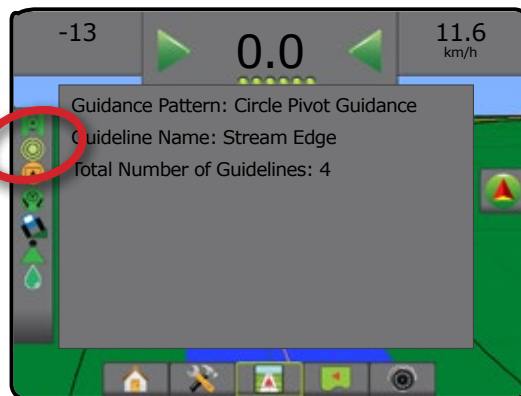 -13
0.0
11.6
km/h
Guidance Pattern: Circle Pivot Guidance
Guideline Name: Stream Edge
Total Number of Guidelines: 4